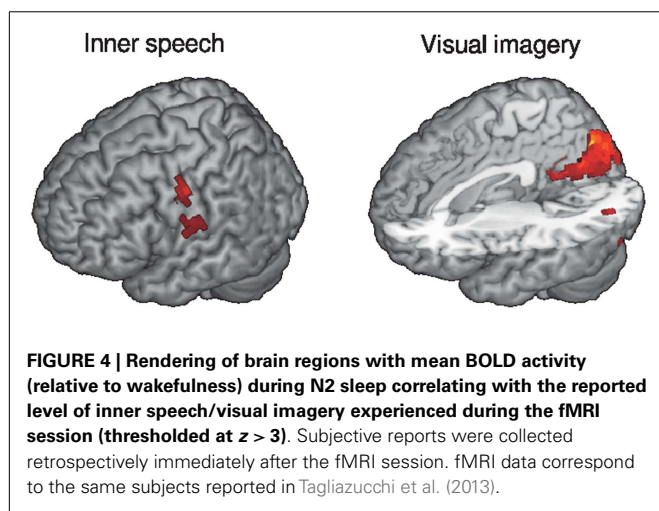 Inner speech Visual imagery
FIGURE 4 | Rendering of brain regions with mean BOLD activity
(relative to wakefulness) during N2 sleep correlating with the reported
level of inner speech/visual imagery experienced during the fMRI
session (thresholded at z > 3). Subjective reports were collected
retrospectively immediately after the fMRI session. fMRI data correspond
to the same subjects reported in Tagliazucchi et al. (2013).